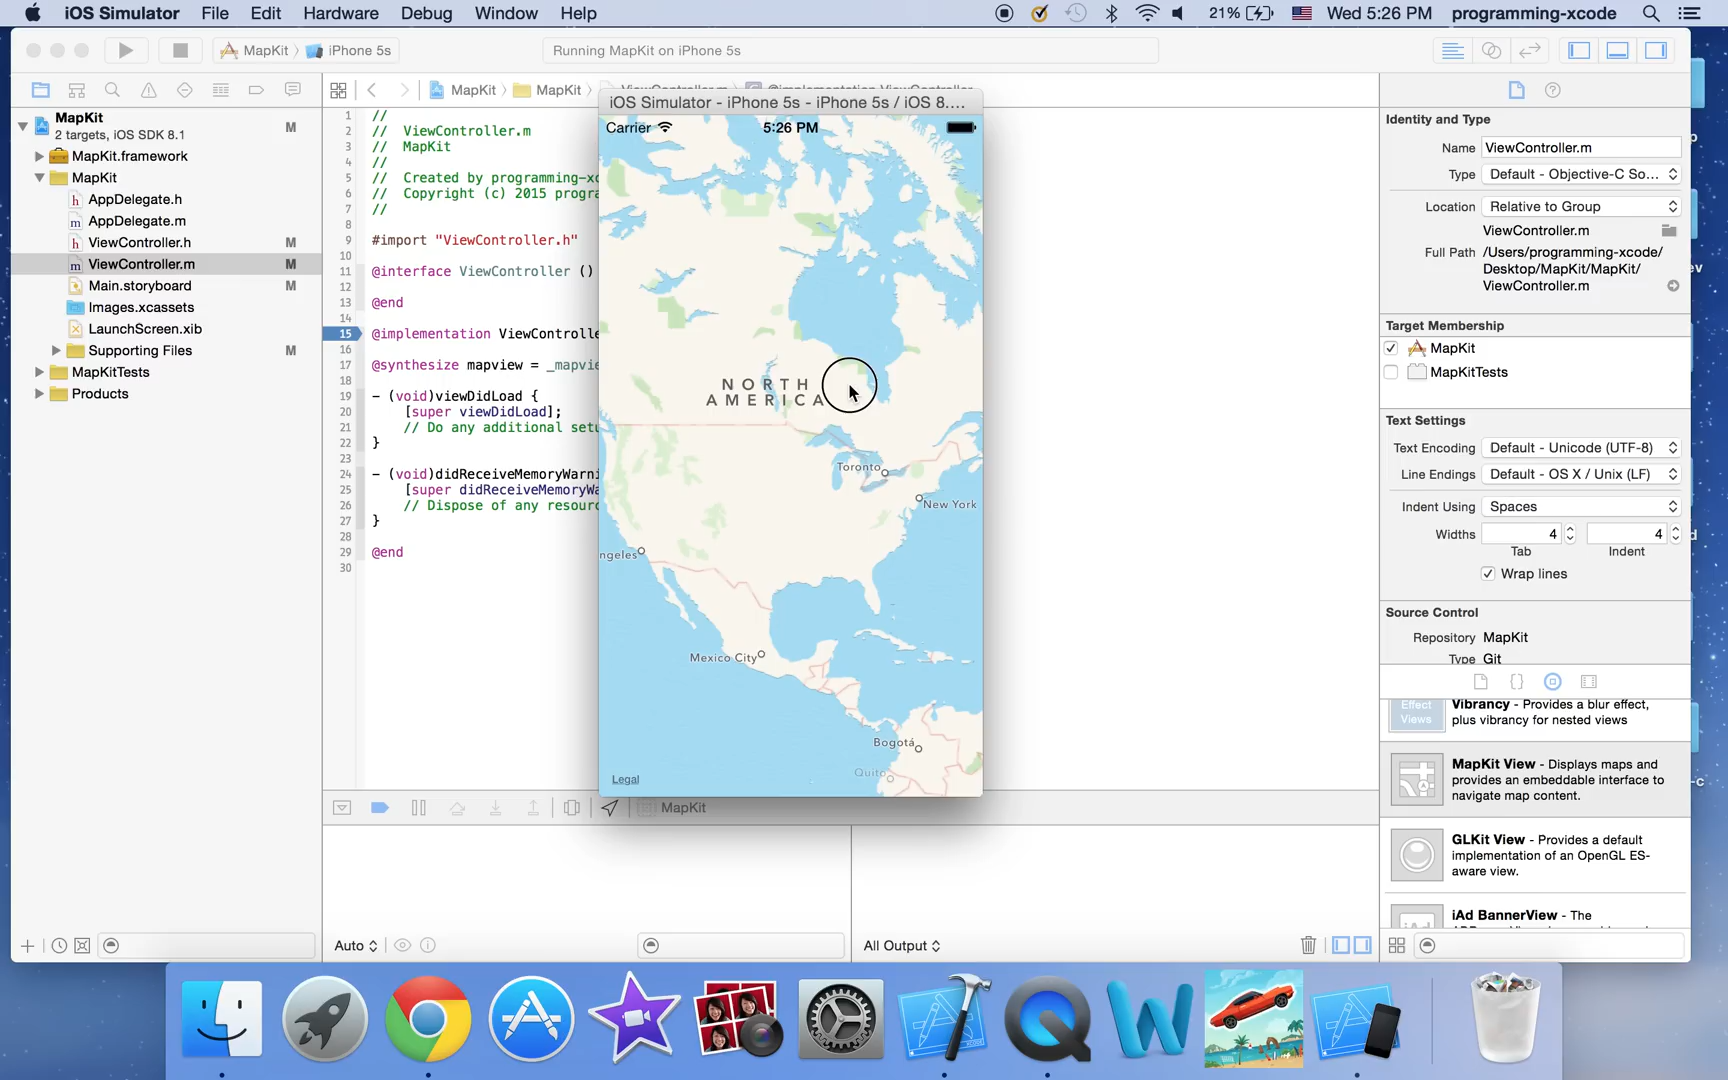 iOS Simulator File Edit Hardware Debug Window Help
21% Wed 5:26 PM programming-xcode
MapKit iPhone 5s
Running MapKit on iPhone 5s
MapKit
2 targets, iOS SDK 8.1
M
MapKit.framework
MapKit
AppDelegate.h
AppDelegate.m
ViewController.h M
ViewController.m M
Main.storyboard M
Images.xcassets
LaunchScreen.xib
Supporting Files M
MapKitTests
Products
MapKit MapKit
1 //
2 // ViewController.m
3 // MapKit
4 //
5 // Created by programming-xc
6 // Copyright (c) 2015 progra
7 //
8
9 #import "ViewController.h"
10
11 @interface ViewController ()
12
13 @end
14
15 @implementation ViewControlle
16
17 @synthesize mapview = _mapvie
18
19 - (void)viewDidLoad {
20 [super viewDidLoad];
21 // Do any additional setu
22 }
23
24 - (void)didReceiveMemoryWarni
25 [super didReceiveMemoryWa
26 // Dispose of any resourc
27 }
28
29 @end
30
iOS Simulator - iPhone 5s - iPhone 5s / iOS 8....
Carrier 5:26 PM
NORTH
AMERICA
Toronto
New York
ngeles
Mexico City
Bogotá
Quito
Legal
MapKit
Auto
All Output
Identity and Type
Name ViewController.m
Type Default - Objective-C So...
Location Relative to Group
ViewController.m
Full Path /Users/programming-xcode/
Desktop/MapKit/MapKit/
ViewController.m
Target Membership
MapKit
MapKitTests
Text Settings
Text Encoding Default - Unicode (UTF-8)
Line Endings Default - OS X / Unix (LF)
Indent Using Spaces
Widths 4 4
Tab Indent
Wrap lines
Source Control
Repository MapKit
Type Git
Effect
Views
Vibrancy - Provides a blur effect,
plus vibrancy for nested views
MapKit View - Displays maps and
provides an embeddable interface to
navigate map content.
GLKit View - Provides a default
implementation of an OpenGL ES-
aware view.
iAd BannerView - The